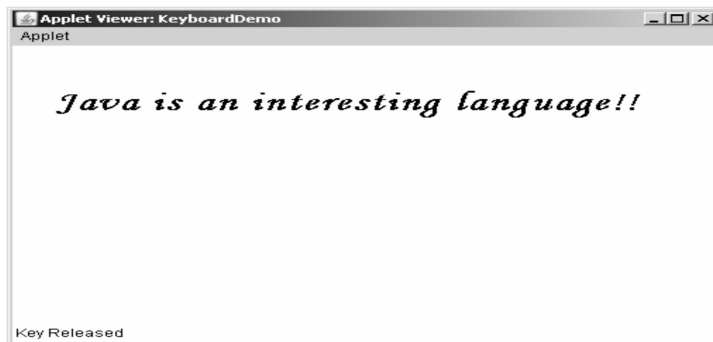 Applet Viewer: KeyboardDemo
Applet
Java is an interesting language!!
Key Released